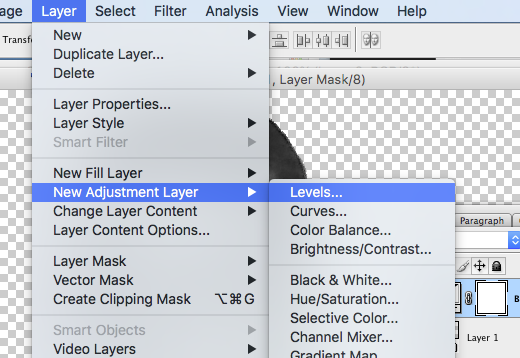 age Layer Select Filter Analysis View Window Help
Transfo
, Layer Mask/8)
New
Duplicate Layer...
Delete
Layer Properties...
Layer Style
Smart Filter
New Fill Layer
New Adjustment Layer
Change Layer Content
Layer Content Options...
Layer Mask
Vector Mask
Create Clipping Mask ⌥⌘G
Smart Objects
Video Layers
Levels...
Curves...
Color Balance...
Brightness/Contrast...
Black & White...
Hue/Saturation...
Selective Color...
Channel Mixer...
Gradient Map...
Paragraph
B
Layer 1